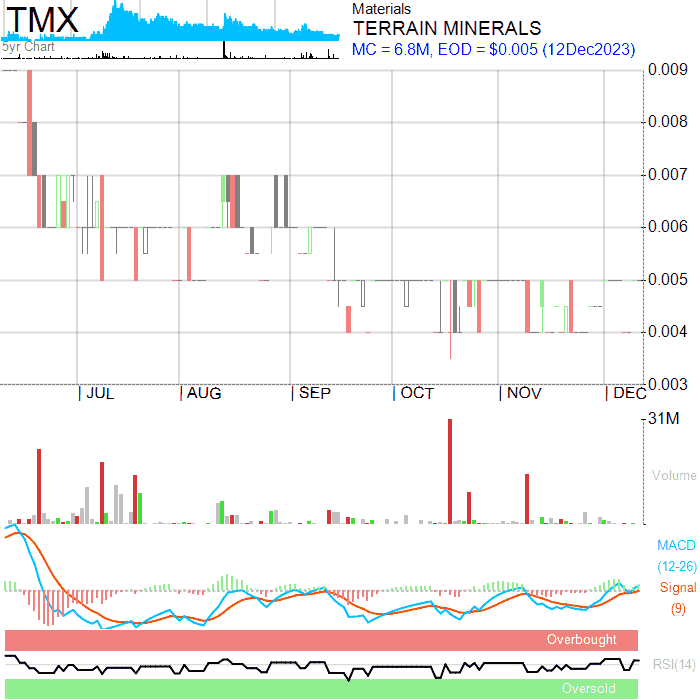 TMX
5yr Chart
Materials
TERRAIN MINERALS
MC = 6.8M, EOD = $0.005 (12Dec2023)
0.009
0.008
0.007
0.006
0.005
0.004
0.003
| JUL | AUG | SEP | OCT | NOV | DEC
31M
Volume
MACD
(12-26)
Signal
(9)
Overbought
RSI(14)
Oversold